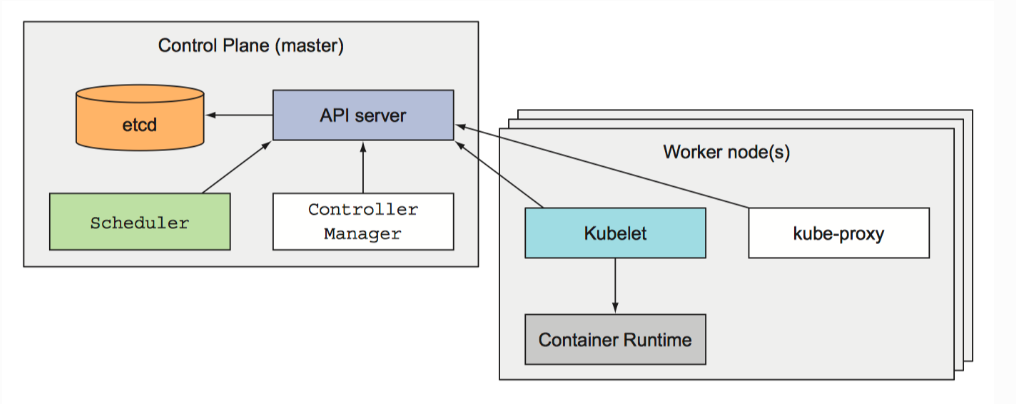 Control Plane (master)
etcd
API server
Scheduler
Controller
Manager
Worker node(s)
Kubelet
kube-proxy
Container Runtime